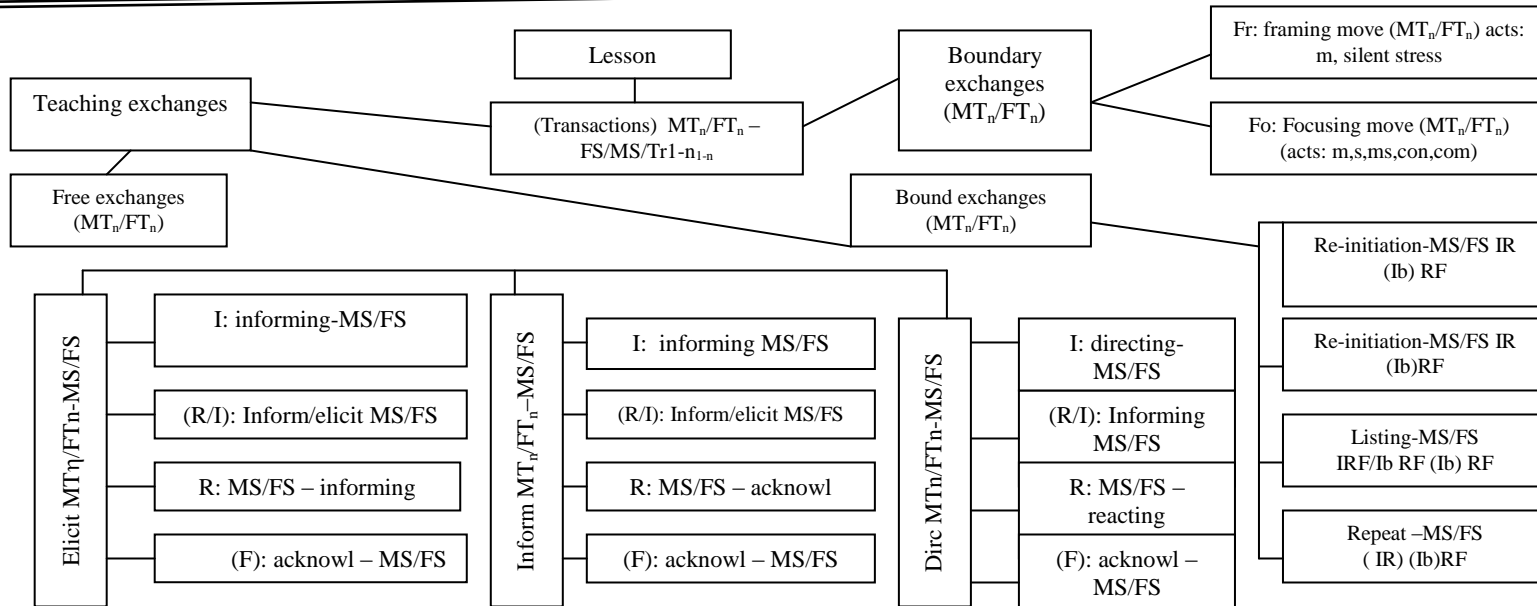 Lesson
Teaching exchanges
(Transactions) MTₙ/FTₙ –
FS/MS/Tr1-n₁₋ₙ
Boundary
exchanges
(MTₙ/FTₙ)
Fr: framing move (MTₙ/FTₙ) acts:
m, silent stress
Fo: Focusing move (MTₙ/FTₙ)
(acts: m,s,ms,con,com)
Free exchanges
(MTₙ/FTₙ)
Bound exchanges
(MTₙ/FTₙ)
Elicit MTη/FTn-MS/FS
I: informing-MS/FS
(R/I): Inform/elicit MS/FS
R: MS/FS – informing
(F): acknowl – MS/FS
Inform MTₙ/FTₙ–MS/FS
I: informing MS/FS
(R/I): Inform/elicit MS/FS
R: MS/FS – acknowl
(F): acknowl – MS/FS
Dirc MTn/FTn-MS/FS
I: directing-
MS/FS
(R/I): Informing
MS/FS
R: MS/FS –
reacting
(F): acknowl –
MS/FS
Re-initiation-MS/FS IR
(Ib) RF
Re-initiation-MS/FS IR
(Ib)RF
Listing-MS/FS
IRF/Ib RF (Ib) RF
Repeat –MS/FS
( IR) (Ib)RF